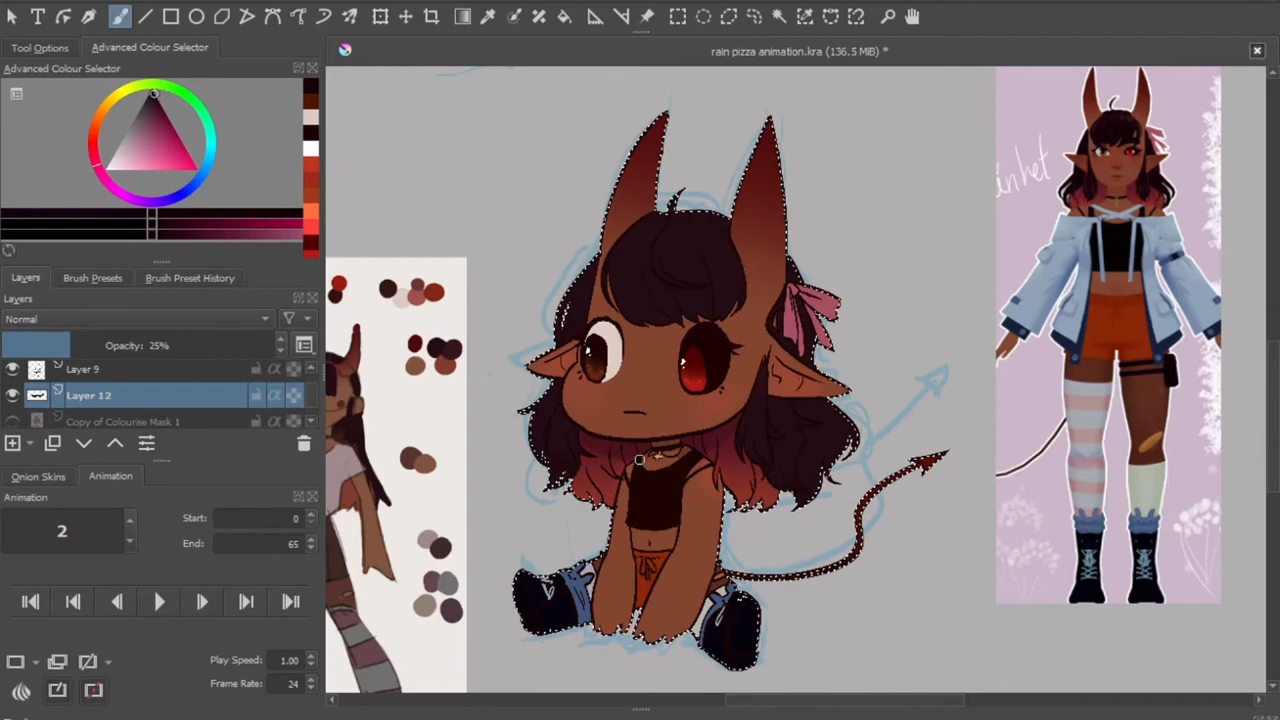 Tool Options
Advanced Colour Selector
rain pizza animation.kra (136.5 MiB) *
Advanced Colour Selector
Layers
Brush Presets
Brush Preset History
Layers
Normal
Opacity: 25%
Layer 9
Layer 12
Copy of Colourise Mask 1
Onion Skins
Animation
Animation
2
Start:
0
End:
65
Play Speed:
1.00
Frame Rate:
24